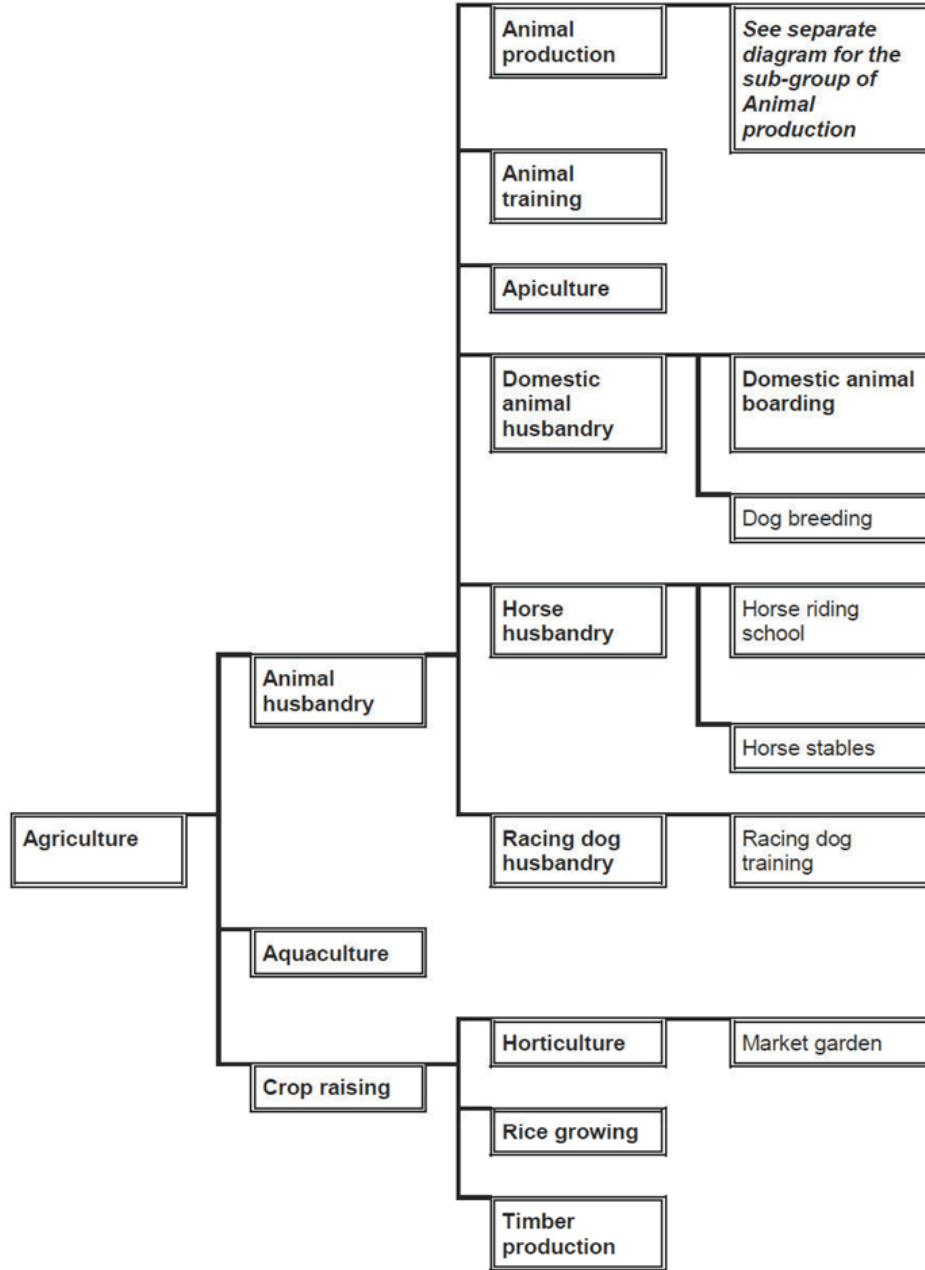 Animal
production
See separate
diagram for the
sub-group of
Animal
production
Animal
training
Apiculture
Domestic
animal
husbandry
Domestic animal
boarding
Dog breeding
Horse
husbandry
Horse riding
school
Animal
husbandry
Horse stables
Agriculture
Racing dog
husbandry
Racing dog
training
Aquaculture
Horticulture
Market garden
Crop raising
Rice growing
Timber
production